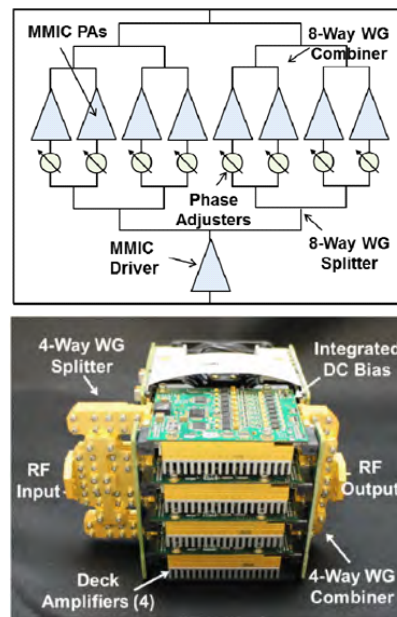 MMIC PAs
8-Way WG
Combiner
Phase
Adjusters
MMIC
Driver
8-Way WG
Splitter
4-Way WG
Splitter
Integrated
DC Bias
RF
Input
RF
Output
Deck
Amplifiers (4)
4-Way WG
Combiner